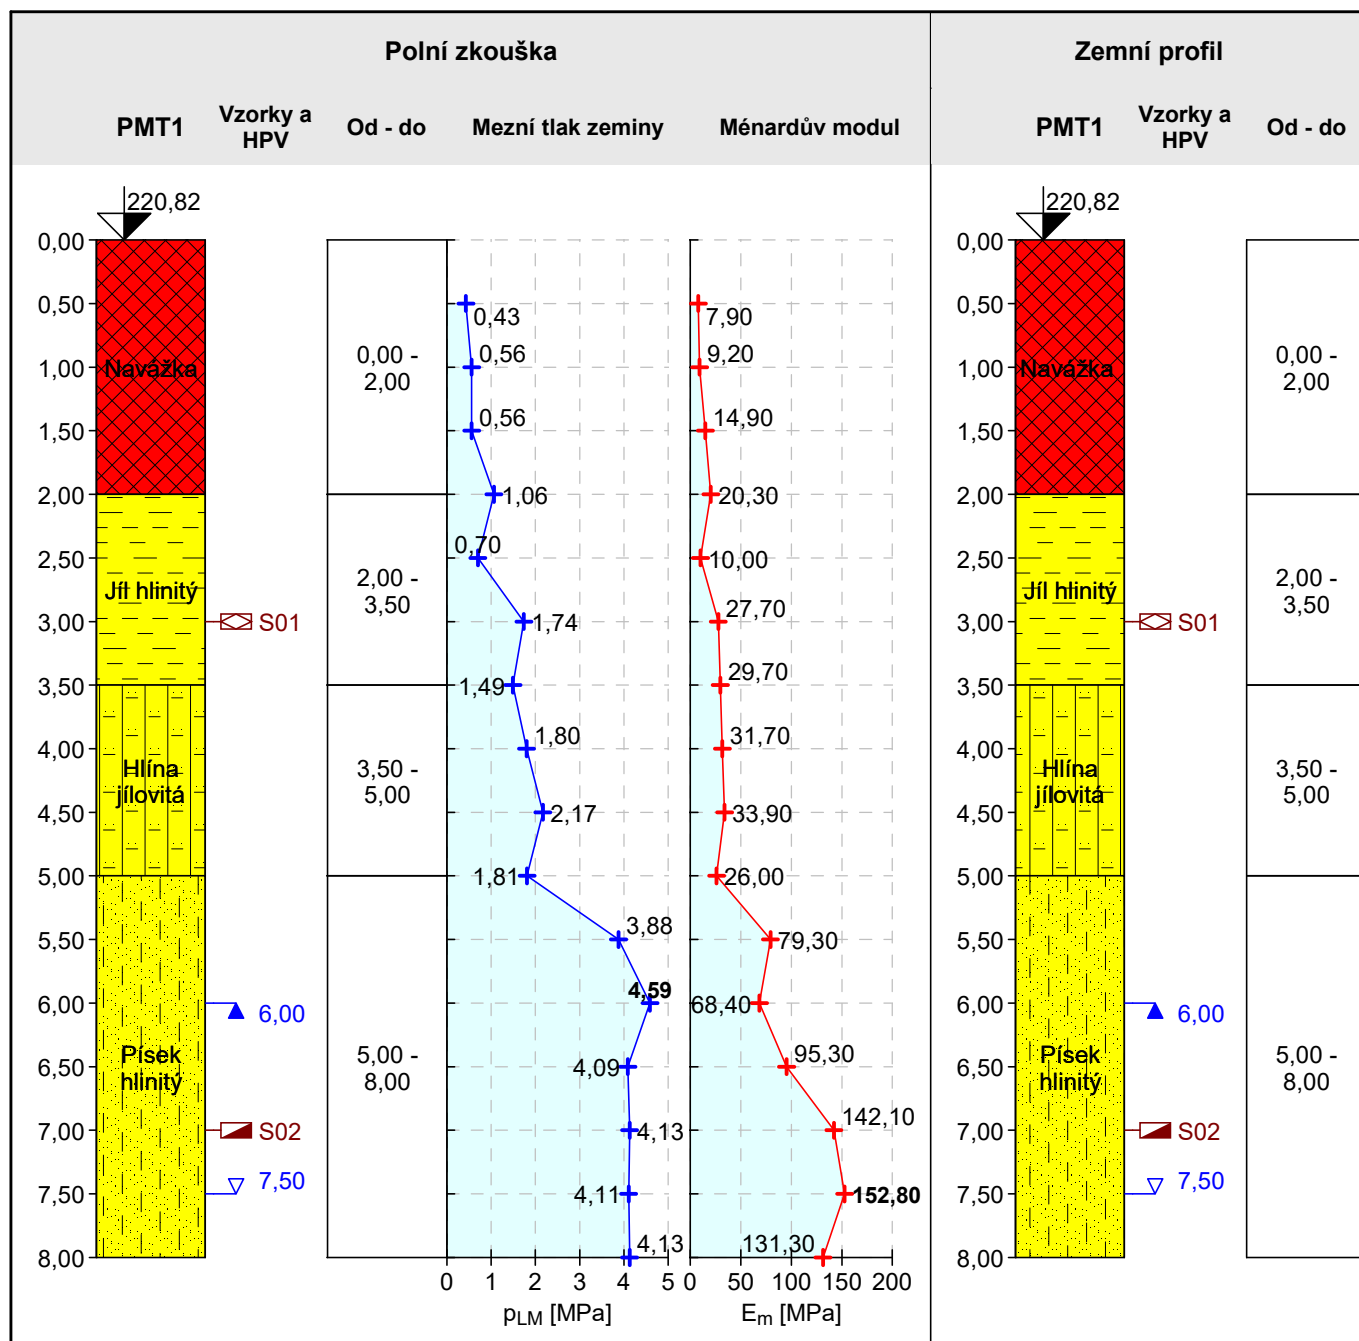 Polní zkouška
Zemní profil
PMT1
Vzorky a
HPV
Od - do
Mezní tlak zeminy
Ménardův modul
PMT1
Vzorky a
HPV
Od - do
220,82
0,00
0,50
1,00
1,50
2,00
2,50
3,00
3,50
4,00
4,50
5,00
5,50
6,00
6,50
7,00
7,50
8,00
Navážka
Jíl hlinitý
Hlína
jílovitá
Písek
hlinitý
S01
6,00
S02
7,50
0,00 -
2,00
2,00 -
3,50
3,50 -
5,00
5,00 -
8,00
0,43
0,56
0,56
1,06
0,70
1,74
1,49
1,80
2,17
1,81
3,88
4,59
4,09
4,13
4,11
4,13
0 1 2 3 4 5
pLM [MPa]
7,90
9,20
14,90
20,30
10,00
27,70
29,70
31,70
33,90
26,00
79,30
68,40
95,30
142,10
152,80
131,30
0 50 100 150 200
Em [MPa]
220,82
0,00
0,50
1,00
1,50
2,00
2,50
3,00
3,50
4,00
4,50
5,00
5,50
6,00
6,50
7,00
7,50
8,00
Navážka
Jíl hlinitý
Hlína
jílovitá
Písek
hlinitý
S01
6,00
S02
7,50
0,00 -
2,00
2,00 -
3,50
3,50 -
5,00
5,00 -
8,00